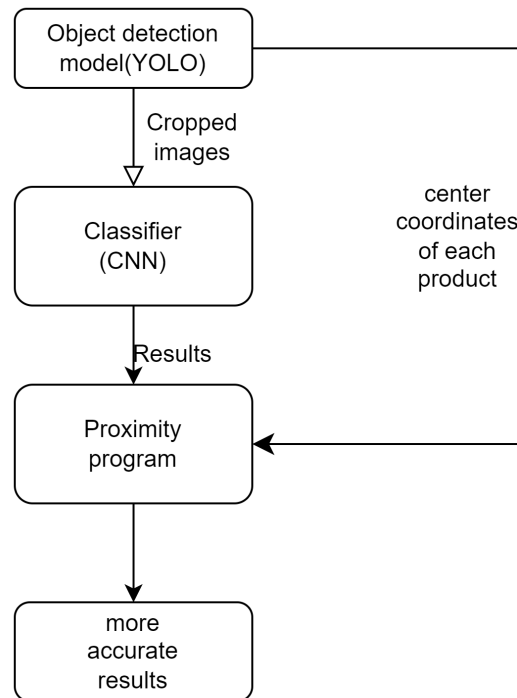 Object detection
model(YOLO)
Cropped
images
Classifier
(CNN)
center
coordinates
of each
product
Results
Proximity
program
more
accurate
results